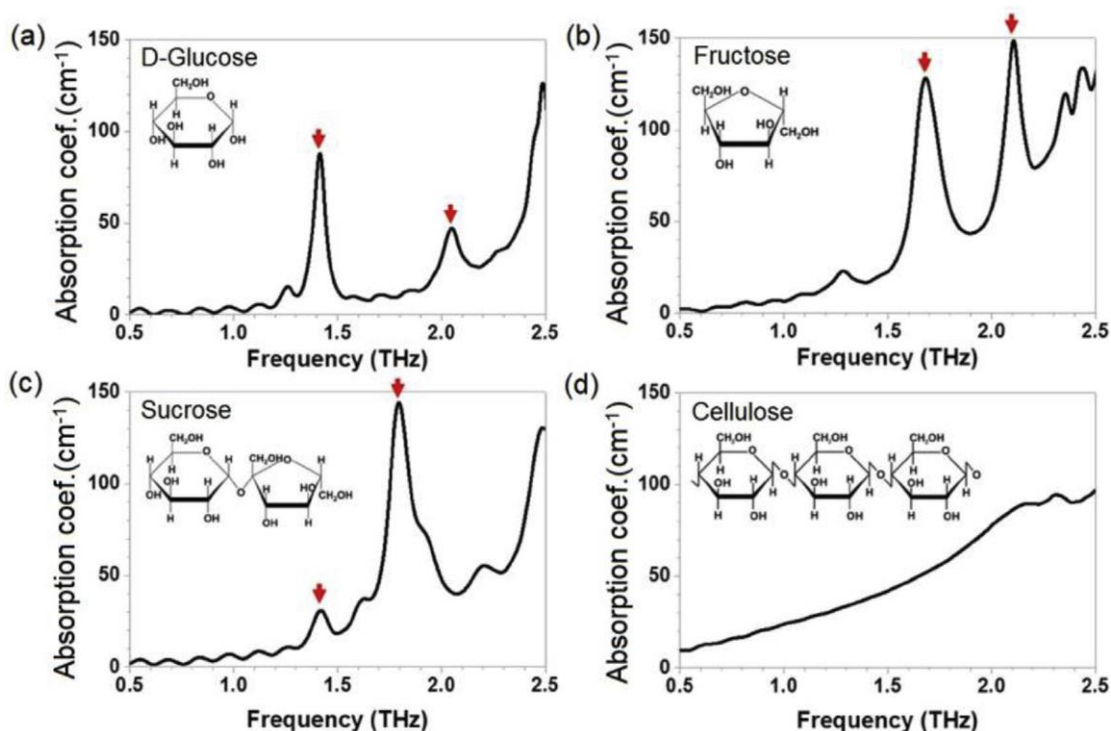 (a)
150
D-Glucose
CH₂OH
H
O
H
H
OH
H
OH
OH
H
OH
100
50
0
Absorption coef.(cm⁻¹)
0.5 1.0 1.5 2.0 2.5
Frequency (THz)
(b)
150
Fructose
CH₂OH
O
H
H
H
HO
CH₂OH
OH
H
100
50
0
Absorption coef.(cm⁻¹)
0.5 1.0 1.5 2.0 2.5
Frequency (THz)
(c)
150
Sucrose
CH₂OH
H
O
H
H
OH
H
HO
H
OH
O
CH₂OH
O
H
H
HO
CH₂OH
OH
H
100
50
0
Absorption coef.(cm⁻¹)
0.5 1.0 1.5 2.0 2.5
Frequency (THz)
(d)
150
Cellulose
CH₂OH CH₂OH CH₂OH
H O H O H O H O
H H H
OH H OH H OH H
H OH H OH H OH
100
50
0
Absorption coef.(cm⁻¹)
0.5 1.0 1.5 2.0 2.5
Frequency (THz)